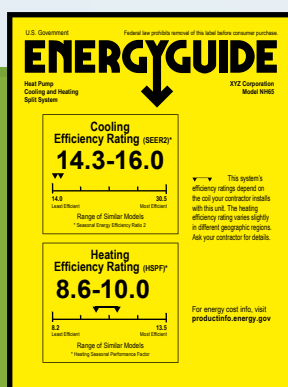 U.S. Government
Federal law prohibits removal of this label before consumer purchase.
ENERGYGUIDE
Heat Pump
Cooling and Heating
Split System
XYZ Corporation
Model NH65
Cooling
Efficiency Rating (SEER2)*
14.3-16.0
14.0
30.5
Least Efficient
Most Efficient
Range of Similar Models
* Seasonal Energy Efficiency Ratio 2
This system's
efficiency ratings depend on
the coil your contractor installs
with this unit. The heating
efficiency rating varies slightly
in different geographic regions.
Ask your contractor for details.
Heating
Efficiency Rating (HSPF)*
8.6-10.0
8.2
13.5
Least Efficient
Most Efficient
Range of Similar Models
* Heating Seasonal Performance Factor
For energy cost info, visit
productinfo.energy.gov